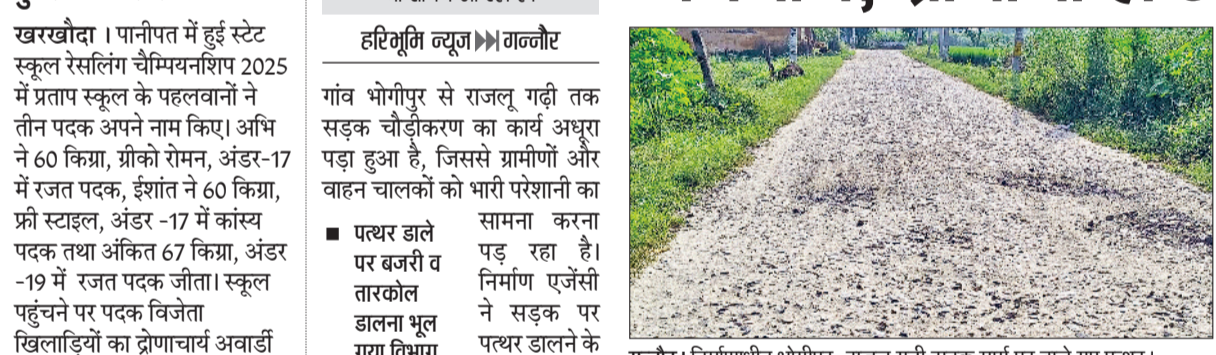 खरखौदा । पानीपत में हुई स्टेट
स्कूल रेसलिंग चैम्पियनशिप 2025
में प्रताप स्कूल के पहलवानों ने
तीन पदक अपने नाम किए। अभि
ने 60 किग्रा, ग्रीको रोमन, अंडर-17
में रजत पदक, ईशांत ने 60 किग्रा,
फ्री स्टाइल, अंडर -17 में कांस्य
पदक तथा अंकित 67 किग्रा, अंडर
-19 में रजत पदक जीता। स्कूल
पहुंचने पर पदक विजेता
खिलाड़ियों का द्रोणाचार्य अवार्डी
हरिभूमि न्यूज गन्नौर
गांव भोगीपुर से राजलू गढ़ी तक
सड़क चौड़ीकरण का कार्य अधूरा
पड़ा हुआ है, जिससे ग्रामीणों और
वाहन चालकों को भारी परेशानी का
सामना करना
पड़ रहा है।
निर्माण एजेंसी
ने सड़क पर
पत्थर डालने के
■ पत्थर डाले
पर बजरी व
तारकोल
डालना भूल
गया विभाग